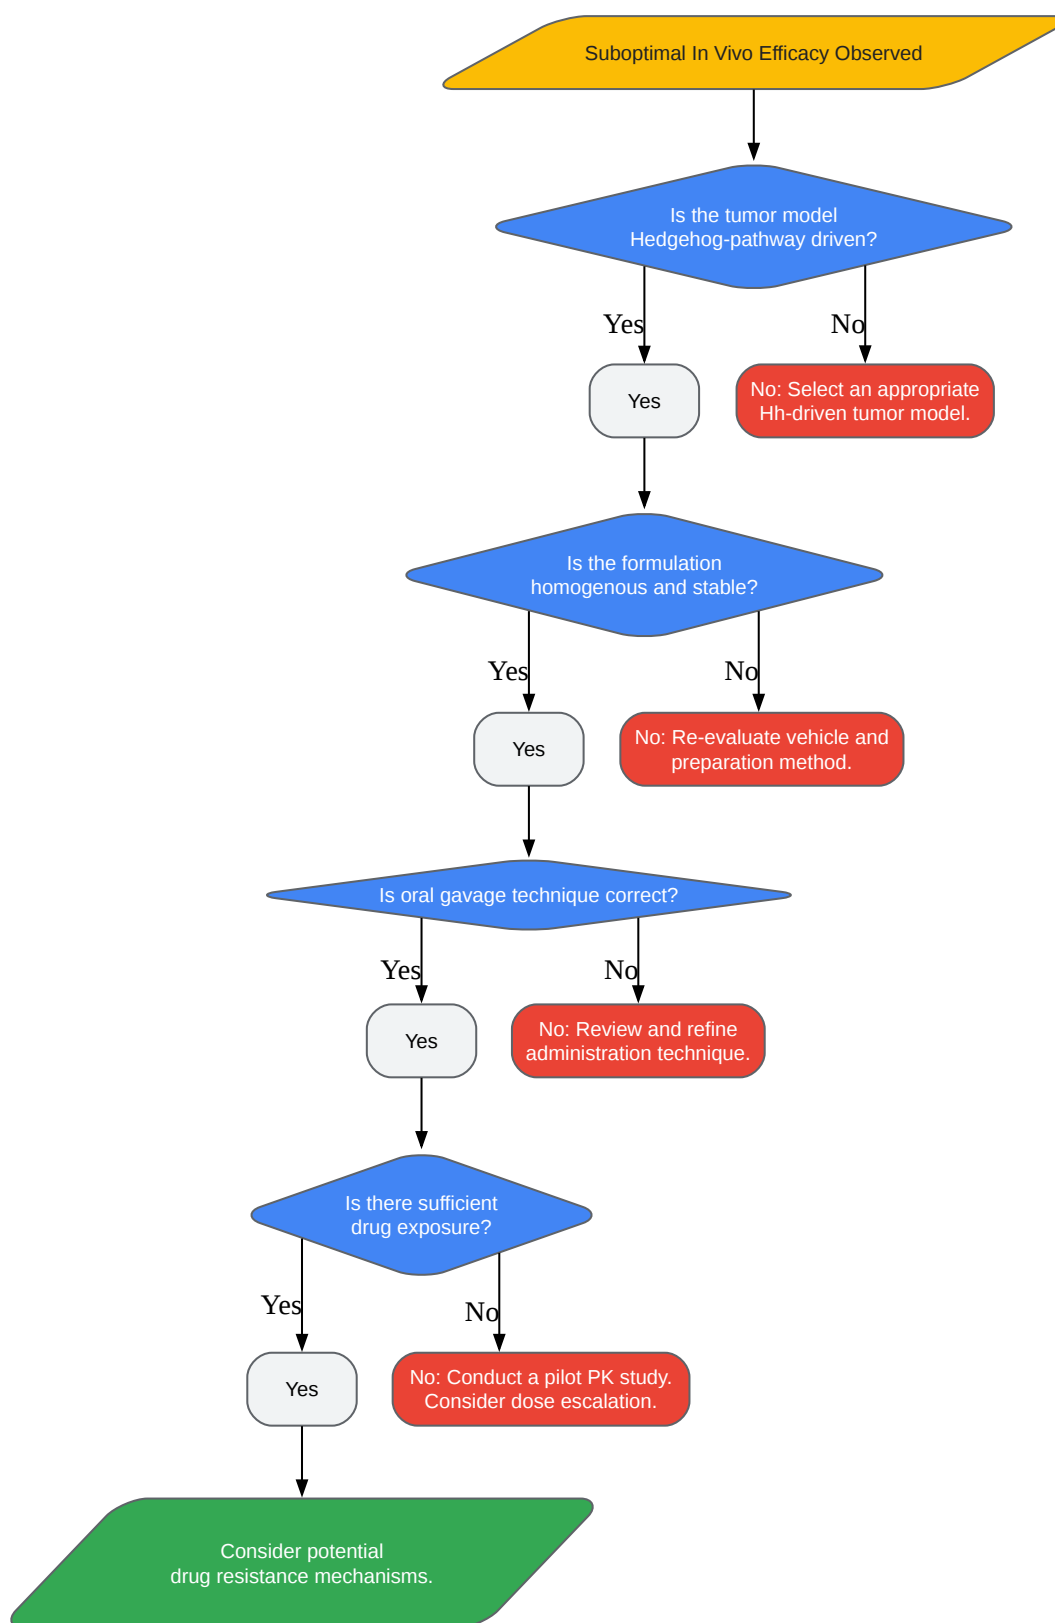 Suboptimal In Vivo Efficacy Observed
Is the tumor model
Hedgehog-pathway driven?
Yes
No
Yes
No: Select an appropriate
Hh-driven tumor model.
Is the formulation
homogenous and stable?
Yes
No
Yes
No: Re-evaluate vehicle and
preparation method.
Is oral gavage technique correct?
Yes
No
Yes
No: Review and refine
administration technique.
Is there sufficient
drug exposure?
Yes
No
Yes
No: Conduct a pilot PK study.
Consider dose escalation.
Consider potential
drug resistance mechanisms.